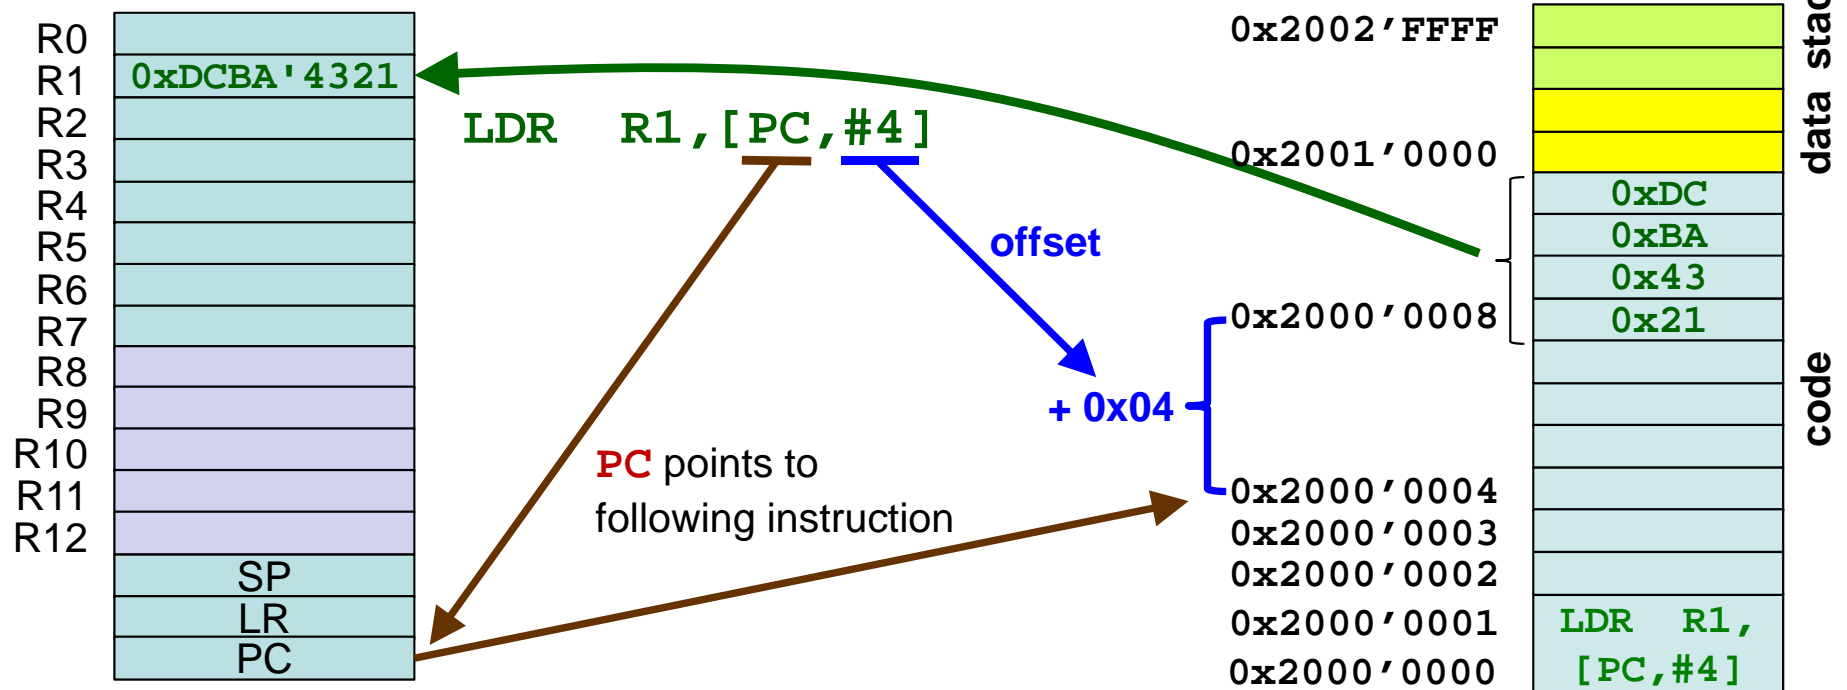 R0
R1
R2
R3
R4
R5
R6
R7
R8
R9
R10
R11
R12
0xDCBA'4321
SP
LR
PC
LDR R1,[PC,#4]
offset
+ 0x04
PC points to
following instruction
0x2002'FFFF
0x2001'0000
0x2000'0008
0x2000'0004
0x2000'0003
0x2000'0002
0x2000'0001
0x2000'0000
0xDC
0xBA
0x43
0x21
LDR R1,
[PC,#4]
data
code